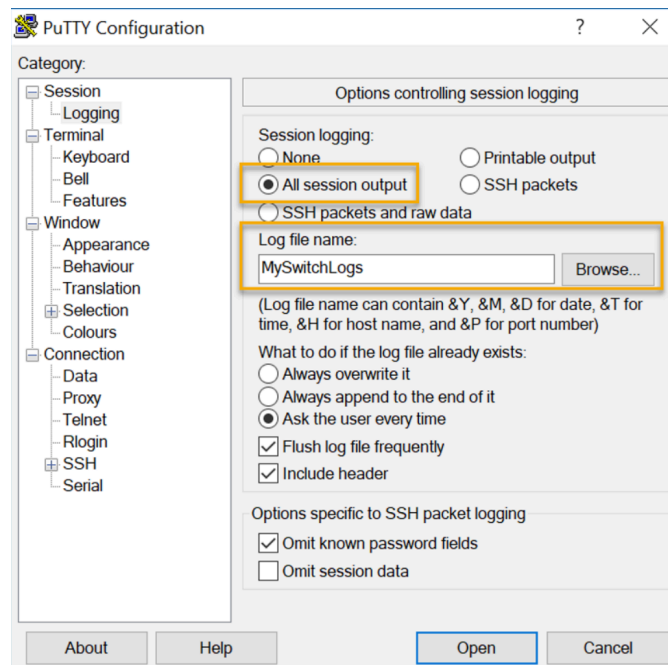 PuTTY Configuration
Category:
Session
Logging
Terminal
Keyboard
Bell
Features
Window
Appearance
Behaviour
Translation
Selection
Colours
Connection
Data
Proxy
Telnet
Rlogin
SSH
Serial
Options controlling session logging
Session logging:
None
Printable output
All session output
SSH packets
SSH packets and raw data
Log file name:
MySwitchLogs
Browse...
(Log file name can contain &Y, &M, &D for date, &T for
time, &H for host name, and &P for port number)
What to do if the log file already exists:
Always overwrite it
Always append to the end of it
Ask the user every time
Flush log file frequently
Include header
Options specific to SSH packet logging
Omit known password fields
Omit session data
About
Help
Open
Cancel